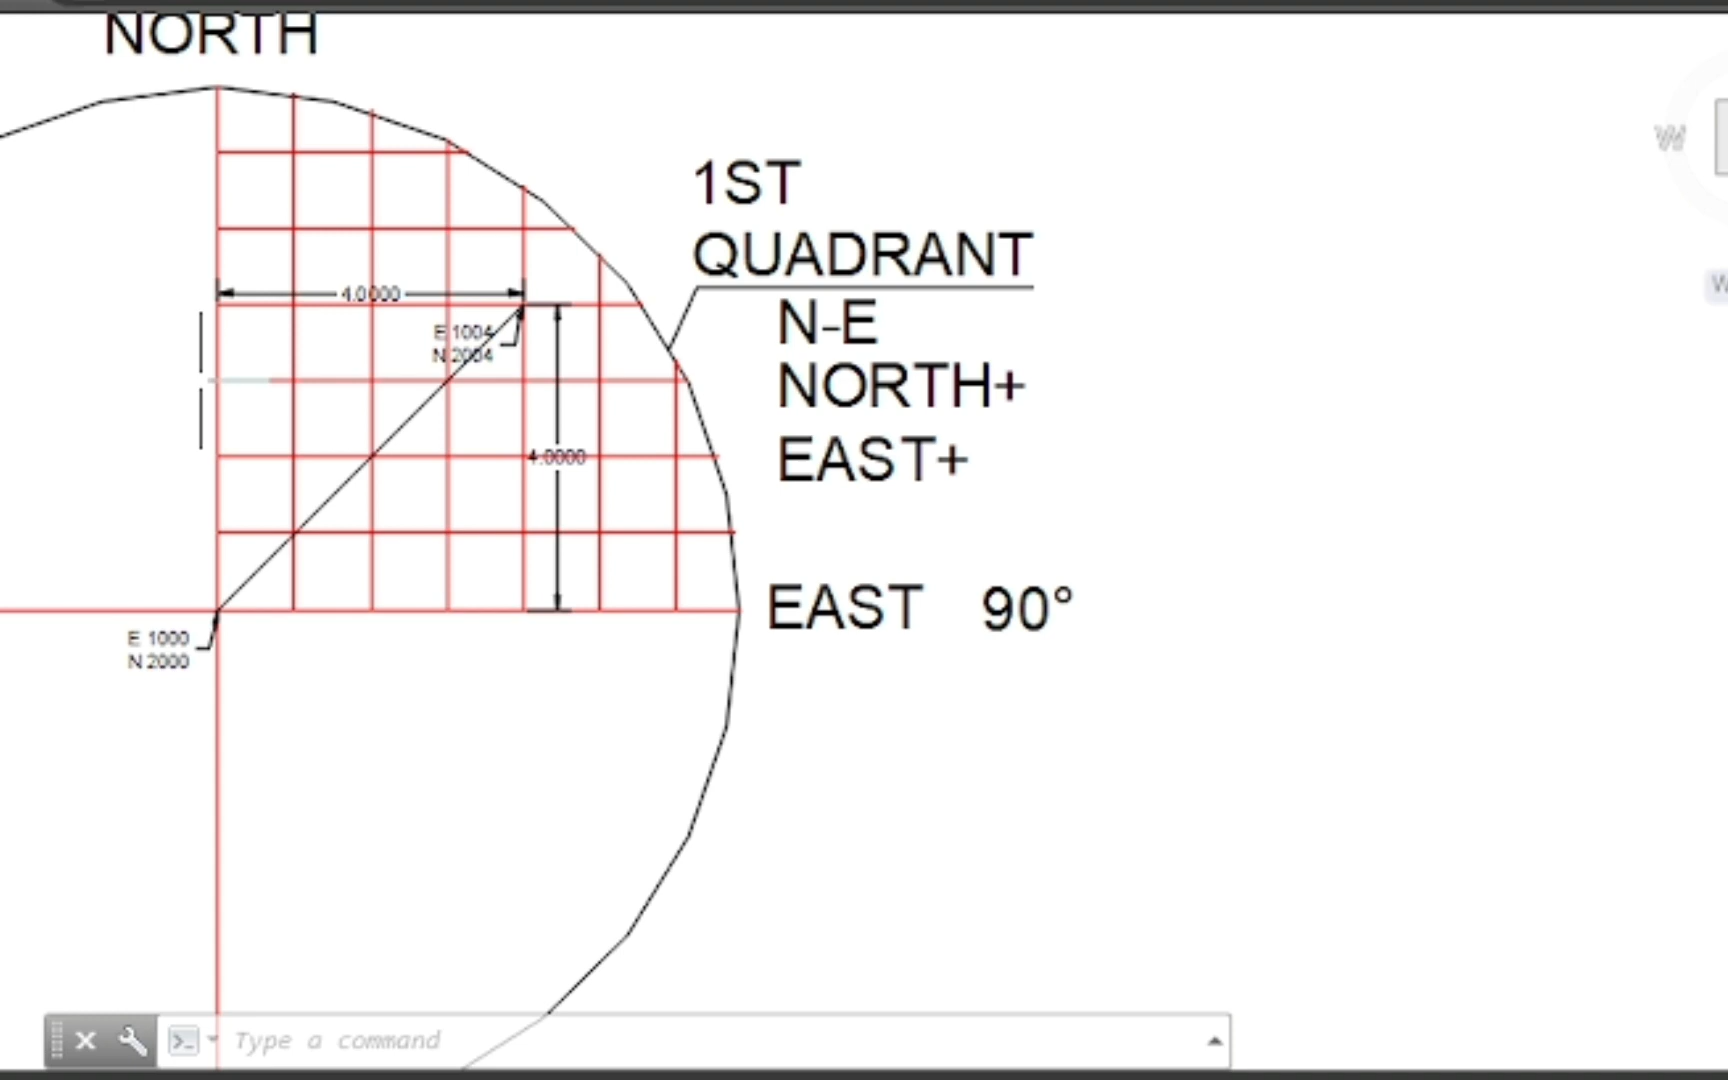 NORTH
1ST
QUADRANT
N-E
NORTH+
EAST+
4.0000
E 1004
N 2004
4.0000
EAST 90°
E 1000
N 2000
W
W
Type a command